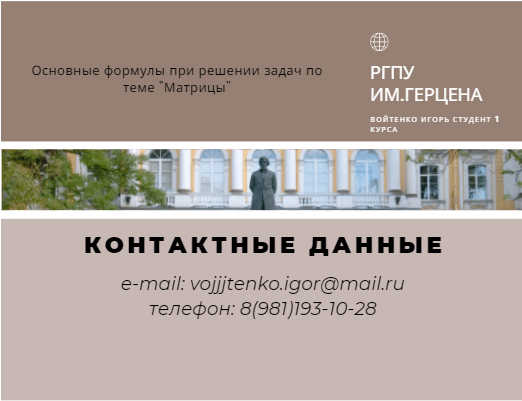 Основные формулы при решении задач по
теме "Матрицы"
РГПУ
ИМ.ГЕРЦЕНА
ВОЙТЕНКО ИГОРЬ СТУДЕНТ 1
КУРСА
КОНТАКТНЫЕ ДАННЫЕ
e-mail: vojjjtenko.igor@mail.ru
телефон: 8(981)193-10-28